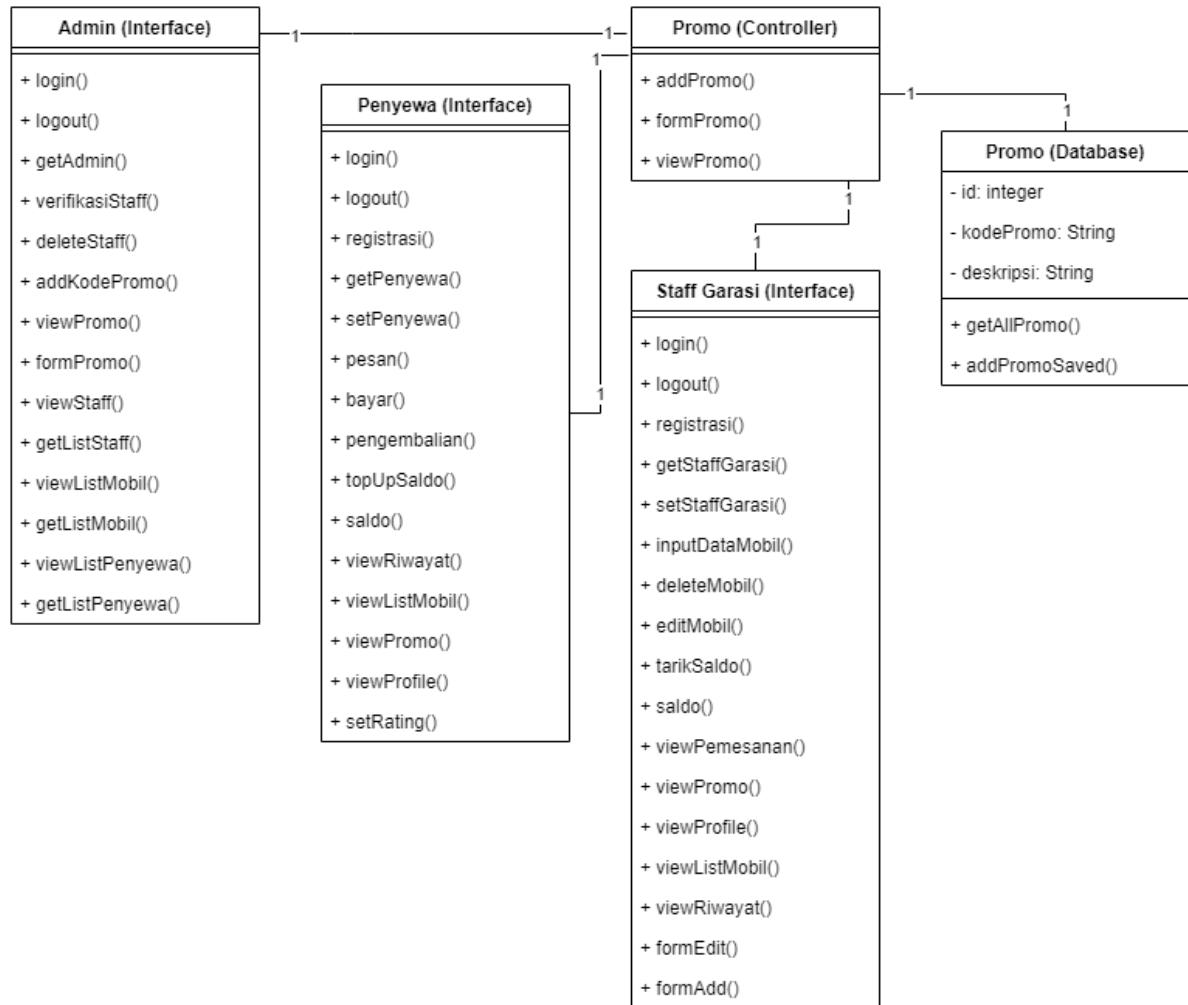 Admin (Interface)
+ login()
+ logout()
+ getAdmin()
+ verifikasiStaff()
+ deleteStaff()
+ addKodePromo()
+ viewPromo()
+ formPromo()
+ viewStaff()
+ getListStaff()
+ viewListMobil()
+ getListMobil()
+ viewListPenyewa()
+ getListPenyewa()
1
1
1
1
Penyewa (Interface)
+ login()
+ logout()
+ registrasi()
+ getPenyewa()
+ setPenyewa()
+ pesan()
+ bayar()
+ pengembalian()
+ topUpSaldo()
+ saldo()
+ viewRiwayat()
+ viewListMobil()
+ viewPromo()
+ viewProfile()
+ setRating()
Promo (Controller)
+ addPromo()
+ formPromo()
+ viewPromo()
1
1
1
1
Staff Garasi (Interface)
+ login()
+ logout()
+ registrasi()
+ getStaffGarasi()
+ setStaffGarasi()
+ inputDataMobil()
+ deleteMobil()
+ editMobil()
+ tarikSaldo()
+ saldo()
+ viewPemesanan()
+ viewPromo()
+ viewProfile()
+ viewListMobil()
+ viewRiwayat()
+ formEdit()
+ formAdd()
Promo (Database)
- id: integer
- kodePromo: String
- deskripsi: String
+ getAllPromo()
+ addPromoSaved()